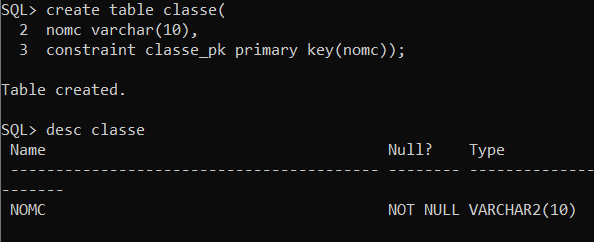 SQL> create table classe(
  2  nomc varchar(10),
  3  constraint classe_pk primary key(nomc));
Table created.
SQL> desc classe
 Name                                      Null?    Type
 ----------------------------------------- -------- --------------
-------
 NOMC                                      NOT NULL VARCHAR2(10)